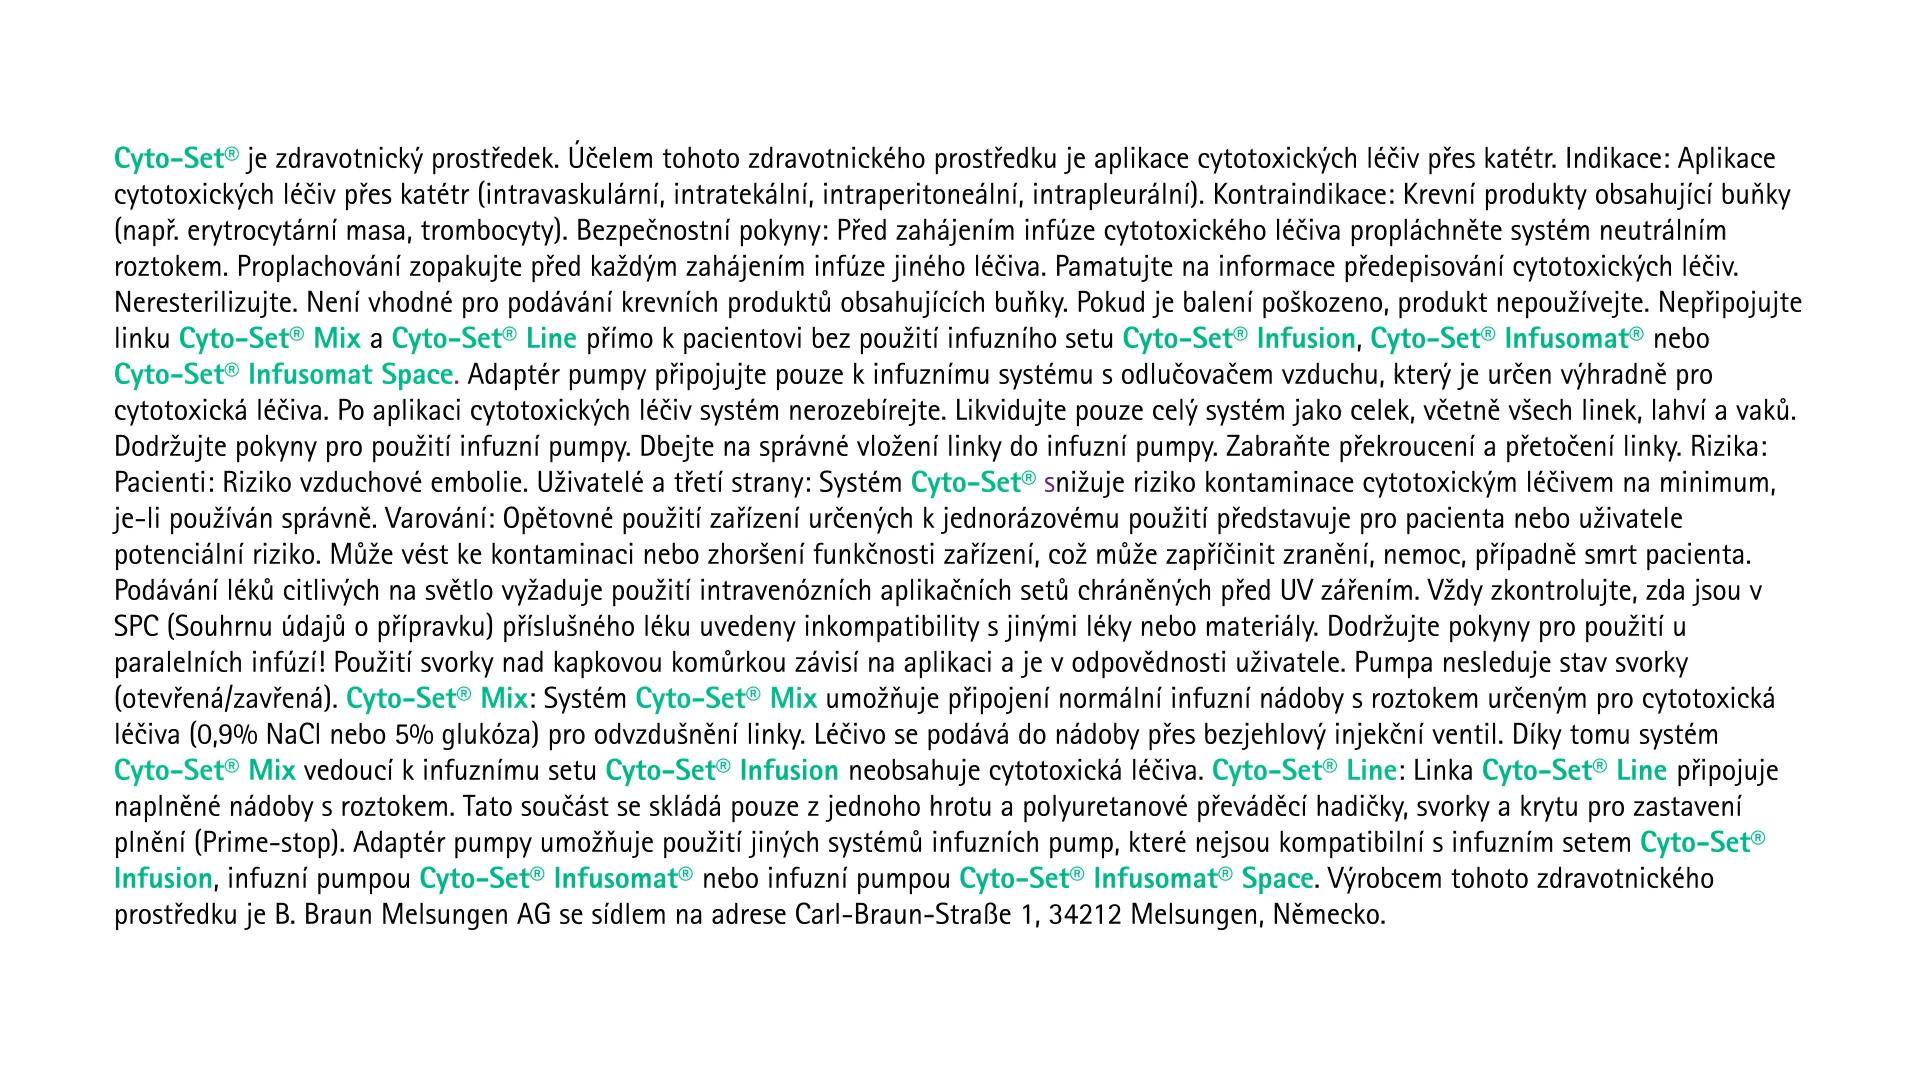 Cyto-Set® je zdravotnický prostředek. Účelem tohoto zdravotnického prostředku je aplikace cytotoxických léčiv přes katétr. Indikace: Aplikace
cytotoxických léčiv přes katétr (intravaskulární, intratekální, intraperitoneální, intrapleurální). Kontraindikace: Krevní produkty obsahující buňky
(např. erytrocytární masa, trombocyty). Bezpečnostní pokyny: Před zahájením infúze cytotoxického léčiva propláchněte systém neutrálním
roztokem. Proplachování zopakujte před každým zahájením infúze jiného léčiva. Pamatujte na informace předepisování cytotoxických léčiv.
Neresterilizujte. Není vhodné pro podávání krevních produktů obsahujících buňky. Pokud je balení poškozeno, produkt nepoužívejte. Nepřipojujte
linku Cyto-Set® Mix a Cyto-Set® Line přímo k pacientovi bez použití infuzního setu Cyto-Set® Infusion, Cyto-Set® Infusomat® nebo
Cyto-Set® Infusomat Space. Adaptér pumpy připojujte pouze k infuznímu systému s odlučovačem vzduchu, který je určen výhradně pro
cytotoxická léčiva. Po aplikaci cytotoxických léčiv systém nerozebírejte. Likvidujte pouze celý systém jako celek, včetně všech linek, lahví a vaků.
Dodržujte pokyny pro použití infuzní pumpy. Dbejte na správné vložení linky do infuzní pumpy. Zabraňte překroucení a přetočení linky. Rizika:
Pacienti: Riziko vzduchové embolie. Uživatelé a třetí strany: Systém Cyto-Set® snižuje riziko kontaminace cytotoxickým léčivem na minimum,
je-li používán správně. Varování: Opětovné použití zařízení určených k jednorázovému použití představuje pro pacienta nebo uživatele
potenciální riziko. Může vést ke kontaminaci nebo zhoršení funkčnosti zařízení, což může zapříčinit zranění, nemoc, případně smrt pacienta.
Podávání léků citlivých na světlo vyžaduje použití intravenózních aplikačních setů chráněných před UV zářením. Vždy zkontrolujte, zda jsou v
SPC (Souhrnu údajů o přípravku) příslušného léku uvedeny inkompatibility s jinými léky nebo materiály. Dodržujte pokyny pro použití u
paralelních infúzí! Použití svorky nad kapkovou komůrkou závisí na aplikaci a je v odpovědnosti uživatele. Pumpa nesleduje stav svorky
(otevřená/zavřená). Cyto-Set® Mix: Systém Cyto-Set® Mix umožňuje připojení normální infuzní nádoby s roztokem určeným pro cytotoxická
léčiva (0,9% NaCl nebo 5% glukóza) pro odvzdušnění linky. Léčivo se podává do nádoby přes bezjehlový injekční ventil. Díky tomu systém
Cyto-Set® Mix vedoucí k infuznímu setu Cyto-Set® Infusion neobsahuje cytotoxická léčiva. Cyto-Set® Line: Linka Cyto-Set® Line připojuje
naplněné nádoby s roztokem. Tato součást se skládá pouze z jednoho hrotu a polyuretanové převáděcí hadičky, svorky a krytu pro zastavení
plnění (Prime-stop). Adaptér pumpy umožňuje použití jiných systémů infuzních pump, které nejsou kompatibilní s infuzním setem Cyto-Set®
Infusion, infuzní pumpou Cyto-Set® Infusomat® nebo infuzní pumpou Cyto-Set® Infusomat® Space. Výrobcem tohoto zdravotnického
prostředku je B. Braun Melsungen AG se sídlem na adrese Carl-Braun-Straße 1, 34212 Melsungen, Německo.